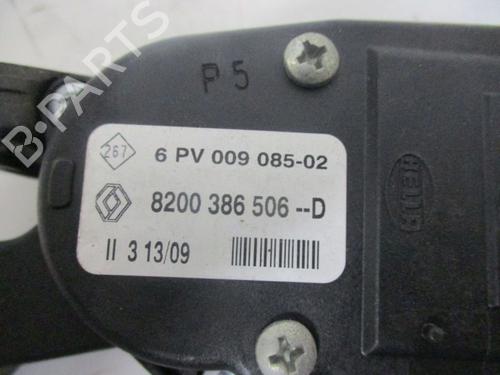 B-PARTS
P 5
267
6 PV 009 085-02
8200 386 506 --D
II 3 13/09
HELLA